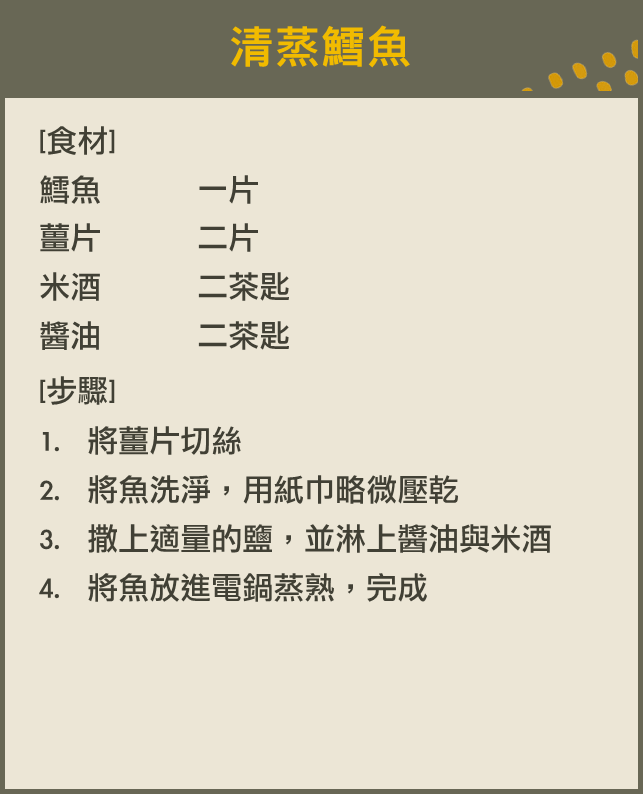 清蒸鱈魚
[食材]
鱈魚 一片
薑片 二片
米酒 二茶匙
醬油 二茶匙
[步驟]
1. 將薑片切絲
2. 將魚洗淨，用紙巾略微壓乾
3. 撒上適量的鹽，並淋上醬油與米酒
4. 將魚放進電鍋蒸熟，完成